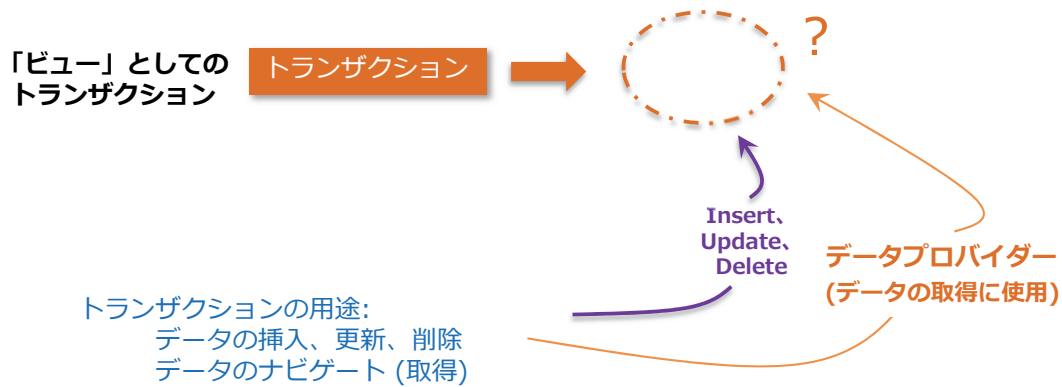 「ビュー」としての
トランザクション
トランザクション
?
Insert、
Update、
Delete
データプロバイダー
(データの取得に使用)
トランザクションの用途:
データの挿入、更新、削除
データのナビゲート (取得)